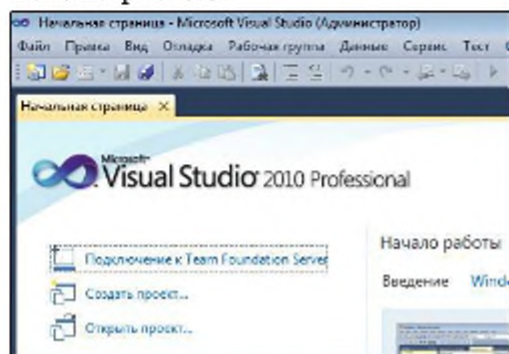 Начальная страница - Microsoft Visual Studio (Администратор)
Файл Правка Вид Отладка Рабочая группа Данные Сервис Тест
Начальная страница ×
Microsoft
Visual Studio 2010 Professional
Подключение к Team Foundation Server
Начало работы
Создать проект...
Введение Windo
Открыть проект...